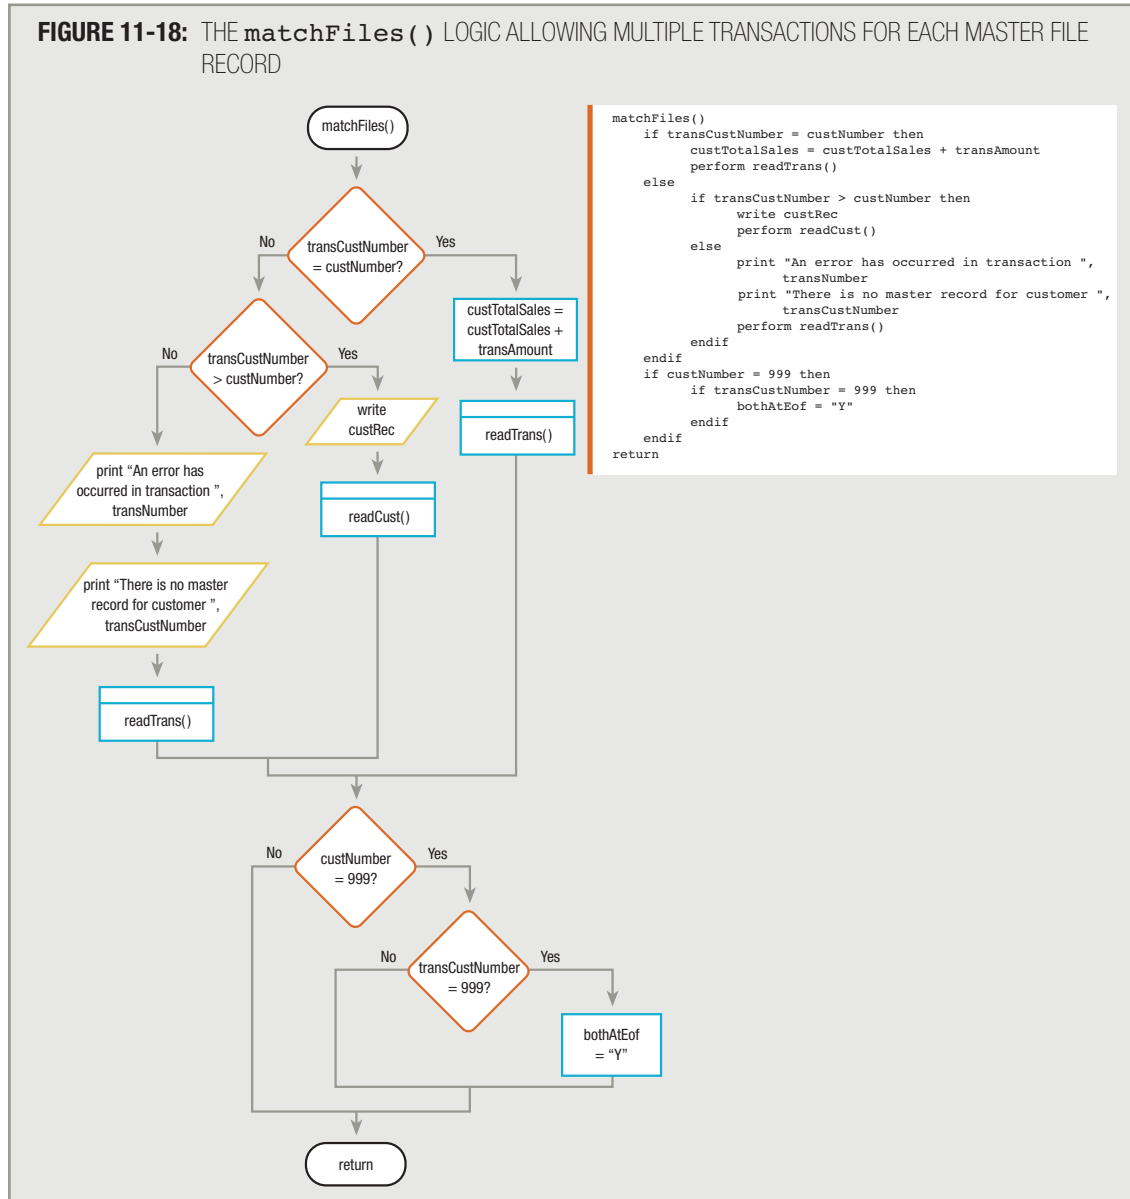 FIGURE 11-18: THE matchFiles() LOGIC ALLOWING MULTIPLE TRANSACTIONS FOR EACH MASTER FILE
RECORD
matchFiles()
No
transCustNumber
= custNumber?
Yes
No
transCustNumber
> custNumber?
Yes
custTotalSales =
custTotalSales +
transAmount
write
custRec
readTrans()
print “An error has
occurred in transaction ”,
transNumber
readCust()
print “There is no master
record for customer ”,
transCustNumber
readTrans()
No
custNumber
= 999?
Yes
No
transCustNumber
= 999?
Yes
bothAtEof
= “Y”
return
matchFiles()
if transCustNumber = custNumber then
custTotalSales = custTotalSales + transAmount
perform readTrans()
else
if transCustNumber > custNumber then
write custRec
perform readCust()
else
print "An error has occurred in transaction ",
transNumber
print "There is no master record for customer ",
transCustNumber
perform readTrans()
endif
endif
if custNumber = 999 then
if transCustNumber = 999 then
bothAtEof = "Y"
endif
endif
return